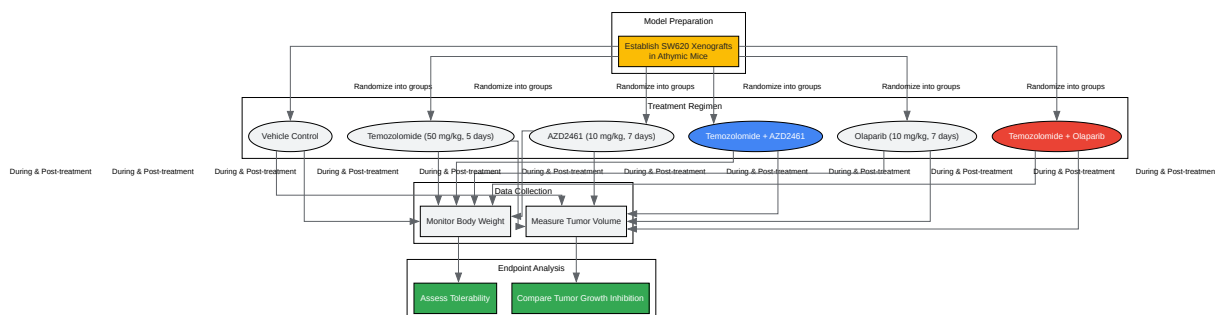 Model Preparation
Establish SW620 Xenografts
in Athymic Mice
Randomize into groups
Randomize into groups
Randomize into groups
Randomize into groups
Randomize into groups
Randomize into groups
Treatment Regimen
Vehicle Control
Temozolomide (50 mg/kg, 5 days)
AZD2461 (10 mg/kg, 7 days)
Temozolomide + AZD2461
Olaparib (10 mg/kg, 7 days)
Temozolomide + Olaparib
During & Post-treatment
During & Post-treatment
During & Post-treatment
During & Post-treatment
During & Post-treatment
During & Post-treatment
During & Post-treatment
During & Post-treatment
During & Post-treatment
During & Post-treatment
During & Post-treatment
During & Post-treatmen
Data Collection
Monitor Body Weight
Measure Tumor Volume
Endpoint Analysis
Assess Tolerability
Compare Tumor Growth Inhibition